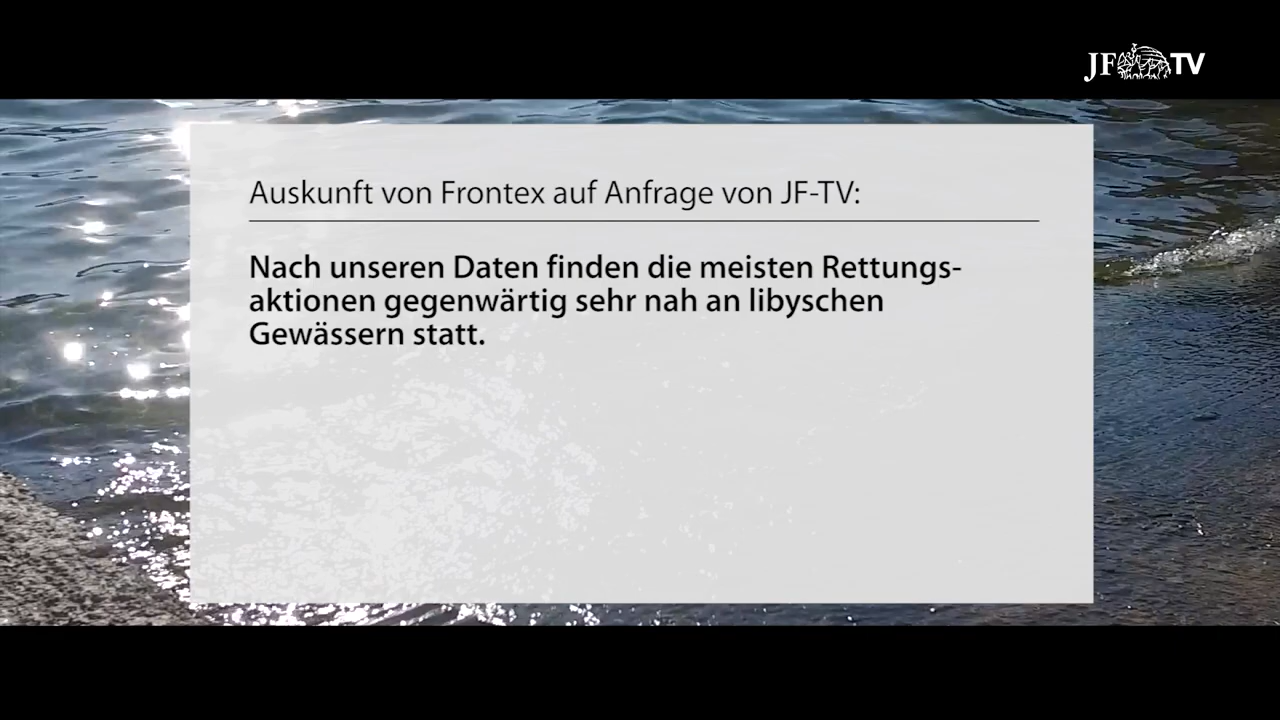 JF TV
Auskunft von Frontex auf Anfrage von JF-TV:
Nach unseren Daten finden die meisten Rettungs-
aktionen gegenwärtig sehr nah an libyschen
Gewässern statt.